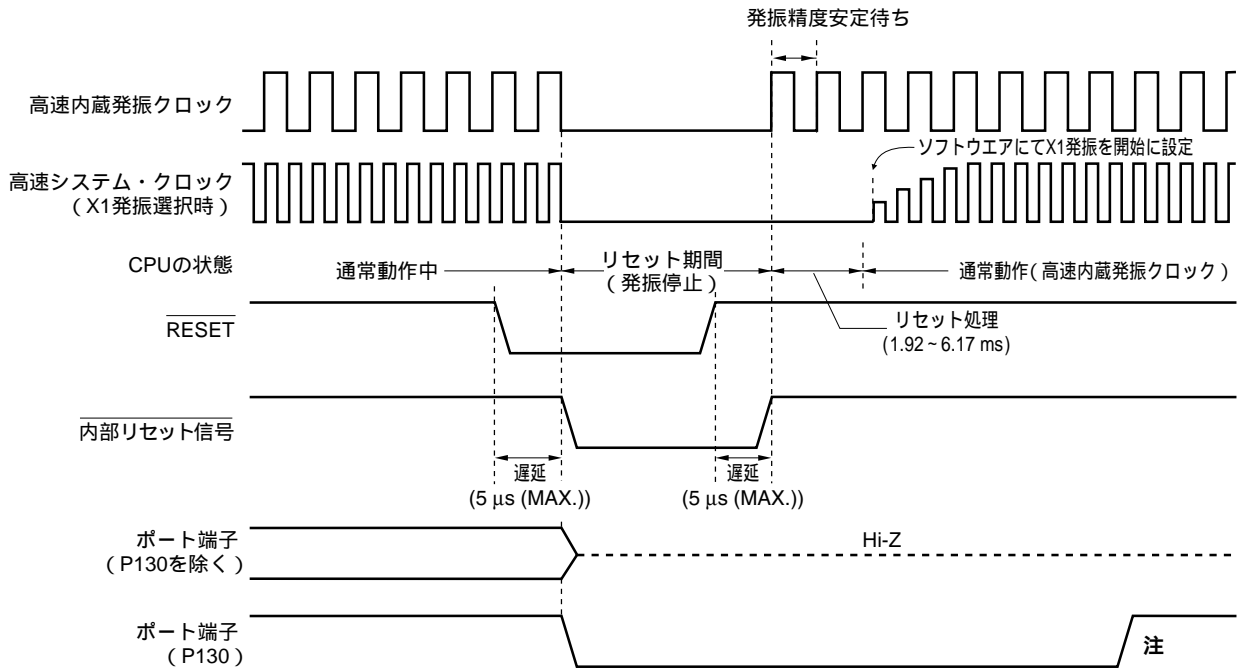 発振精度安定待ち
高速内蔵発振クロック
ソフトウエアにてX1発振を開始に設定
高速システム・クロック
（X1発振選択時）
CPUの状態
通常動作中
リセット期間
（発振停止）
通常動作（高速内蔵発振クロック）
RESET
リセット処理
(1.92~6.17 ms)
内部リセット信号
遅延
(5 μs (MAX.))
遅延
(5 μs (MAX.))
ポート端子
（P130を除く）
Hi-Z
ポート端子
（P130）
注